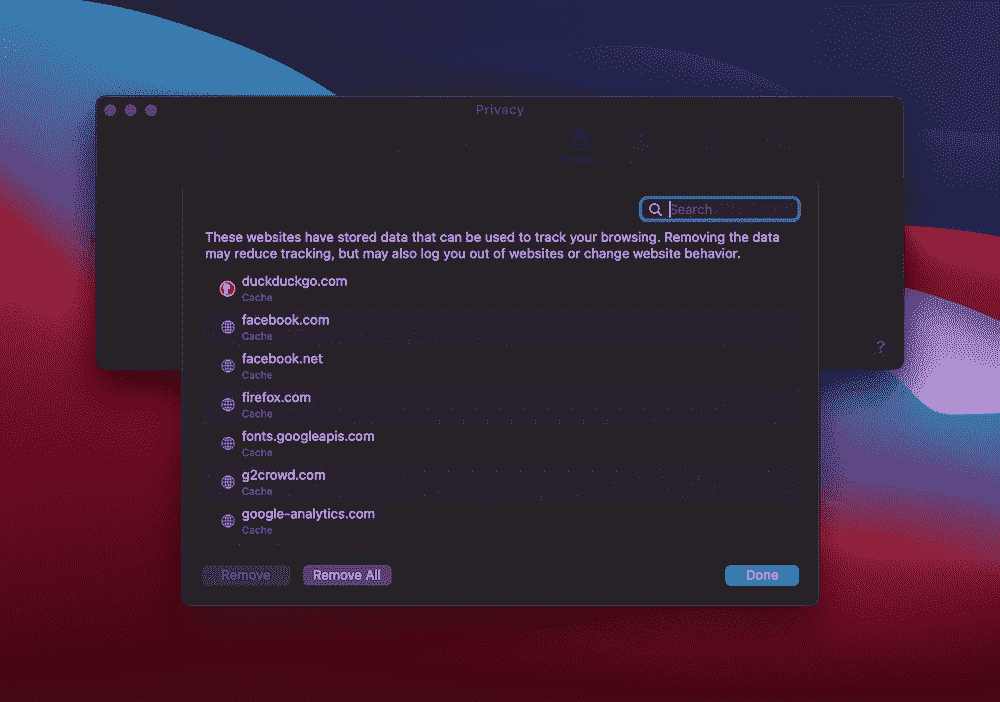 Privacy
Privacy
Search
These websites have stored data that can be used to track your browsing. Removing the data
may reduce tracking, but may also log you out of websites or change website behavior.
duckduckgo.com
Cache
facebook.com
Cache
facebook.net
Cache
firefox.com
Cache
fonts.googleapis.com
Cache
g2crowd.com
Cache
google-analytics.com
Cache
?
Remove
Remove All
Done